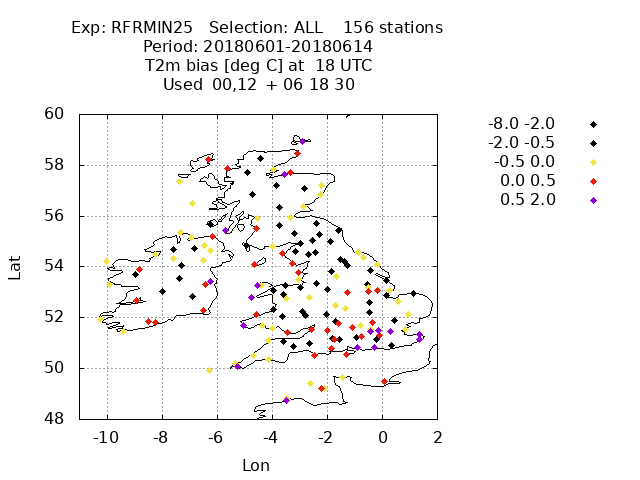 Exp: RFRMIN25   Selection: ALL    156 stations
Period: 20180601-20180614
T2m bias [deg C] at  18 UTC
Used  00,12  + 06 18 30
60
58
56
54
52
50
48
Lat
-10 -8 -6 -4 -2 0 2
Lon
-8.0 -2.0
-2.0 -0.5
-0.5 0.0
0.0 0.5
0.5 2.0